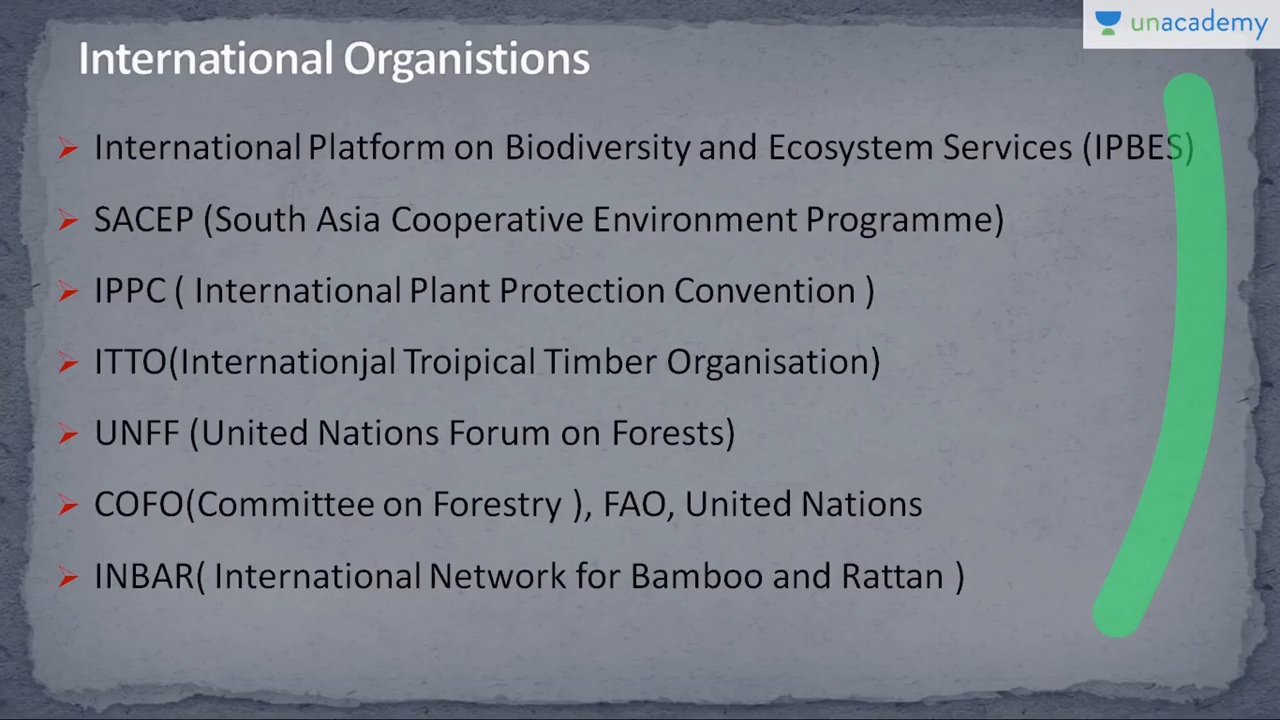 unacademy
International Organistions
International Platform on Biodiversity and Ecosystem Services (IPBES)
SACEP (South Asia Cooperative Environment Programme)
IPPC ( International Plant Protection Convention )
ITTO(Internationjal Troipical Timber Organisation)
UNFF (United Nations Forum on Forests)
COFO(Committee on Forestry ), FAO, United Nations
INBAR( International Network for Bamboo and Rattan )